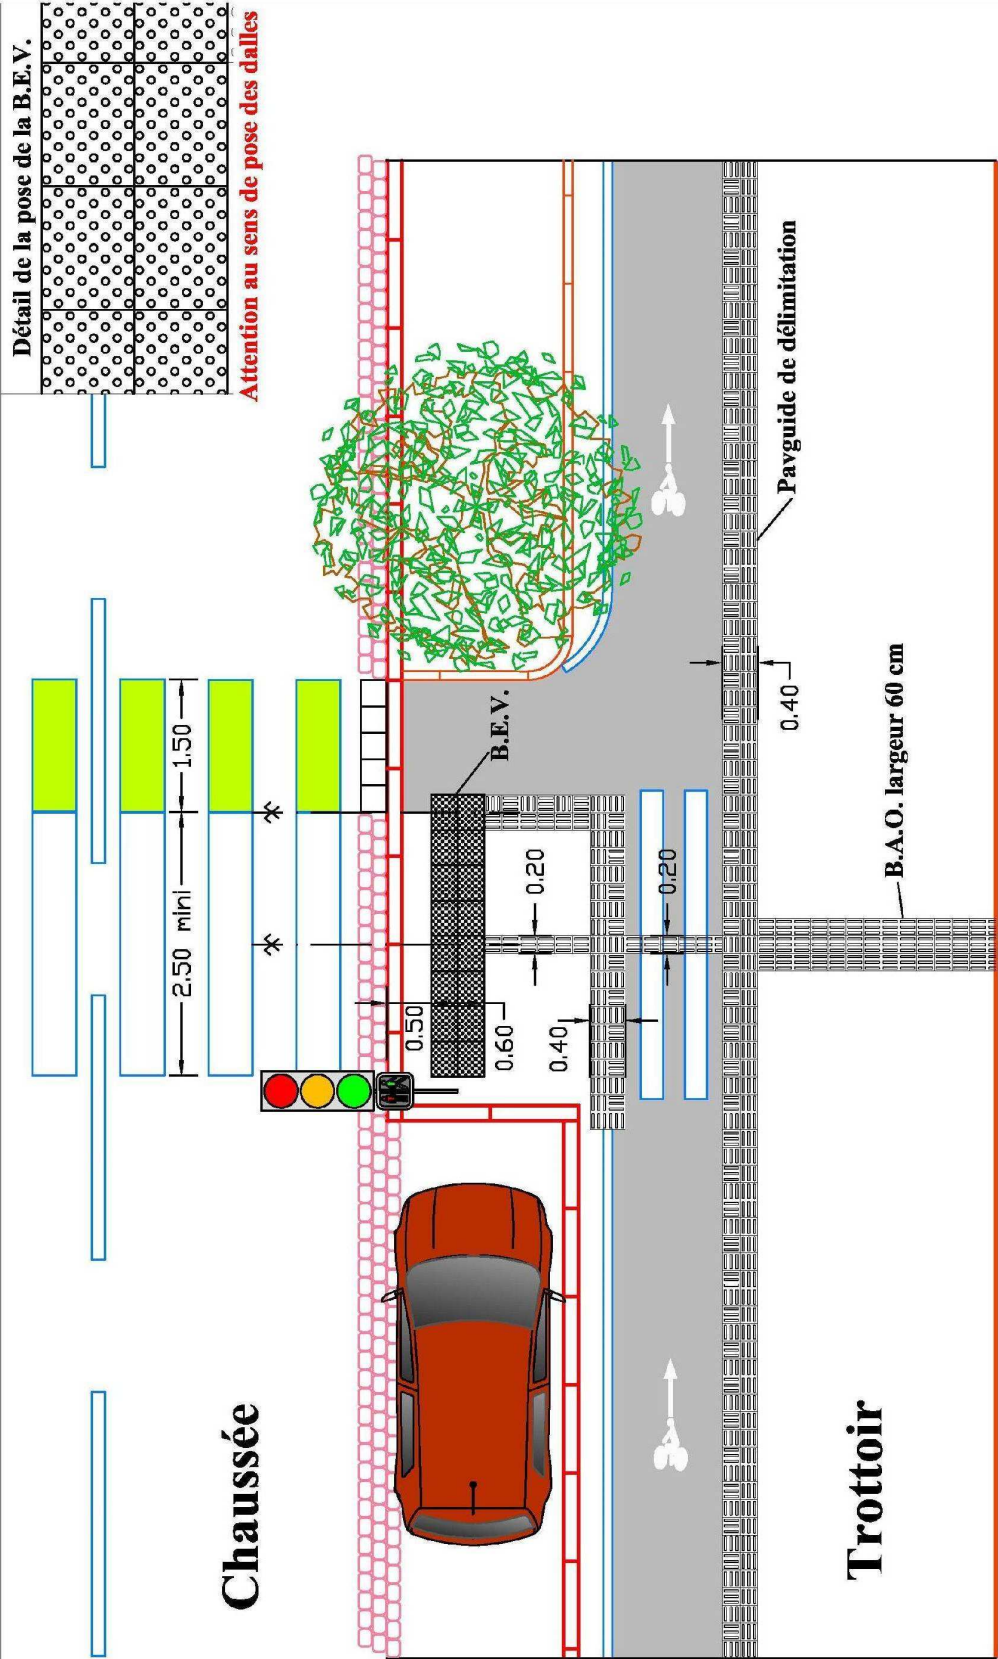 Détail de la pose de la B.E.V.
Attention au sens de pose des dalles
Chaussée
2.50 mini
1.50
0.50
0.60
B.E.V.
0.20
0.40
0.20
0.40
Pavguide de délimitation
B.A.O. largeur 60 cm
Trottoir